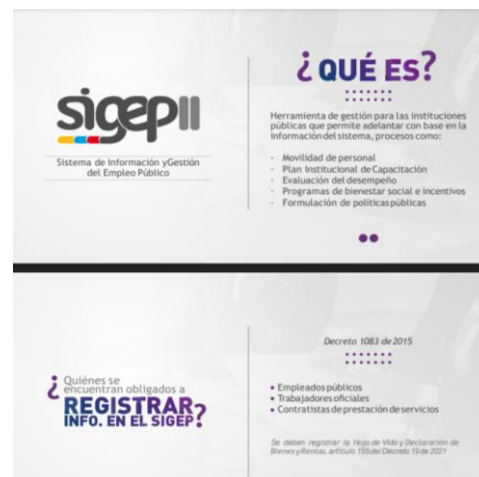 sigepII
Sistema de Información yGestión
del Empleo Público
¿QUÉ ES?
Herramienta de gestión para las instituciones
públicas que permite adelantar con base en la
información del sistema, procesos como:
- Movilidad de personal
- Plan Institucional de Capacitación
- Evaluación del desempeño
- Programas de bienestar social e incentivos
- Formulación de políticas públicas
¿Quiénes se
encuentran obligados a
REGISTRAR
INFO. EN EL SIGEP?
Decreto 1083 de 2015
• Empleados públicos
• Trabajadores oficiales
• Contratistas de prestación de servicios
Se deben registrar la Hoja de Vida y Declaración de
Bienes y Rentas, artículo 155 del Decreto 19 de 2021